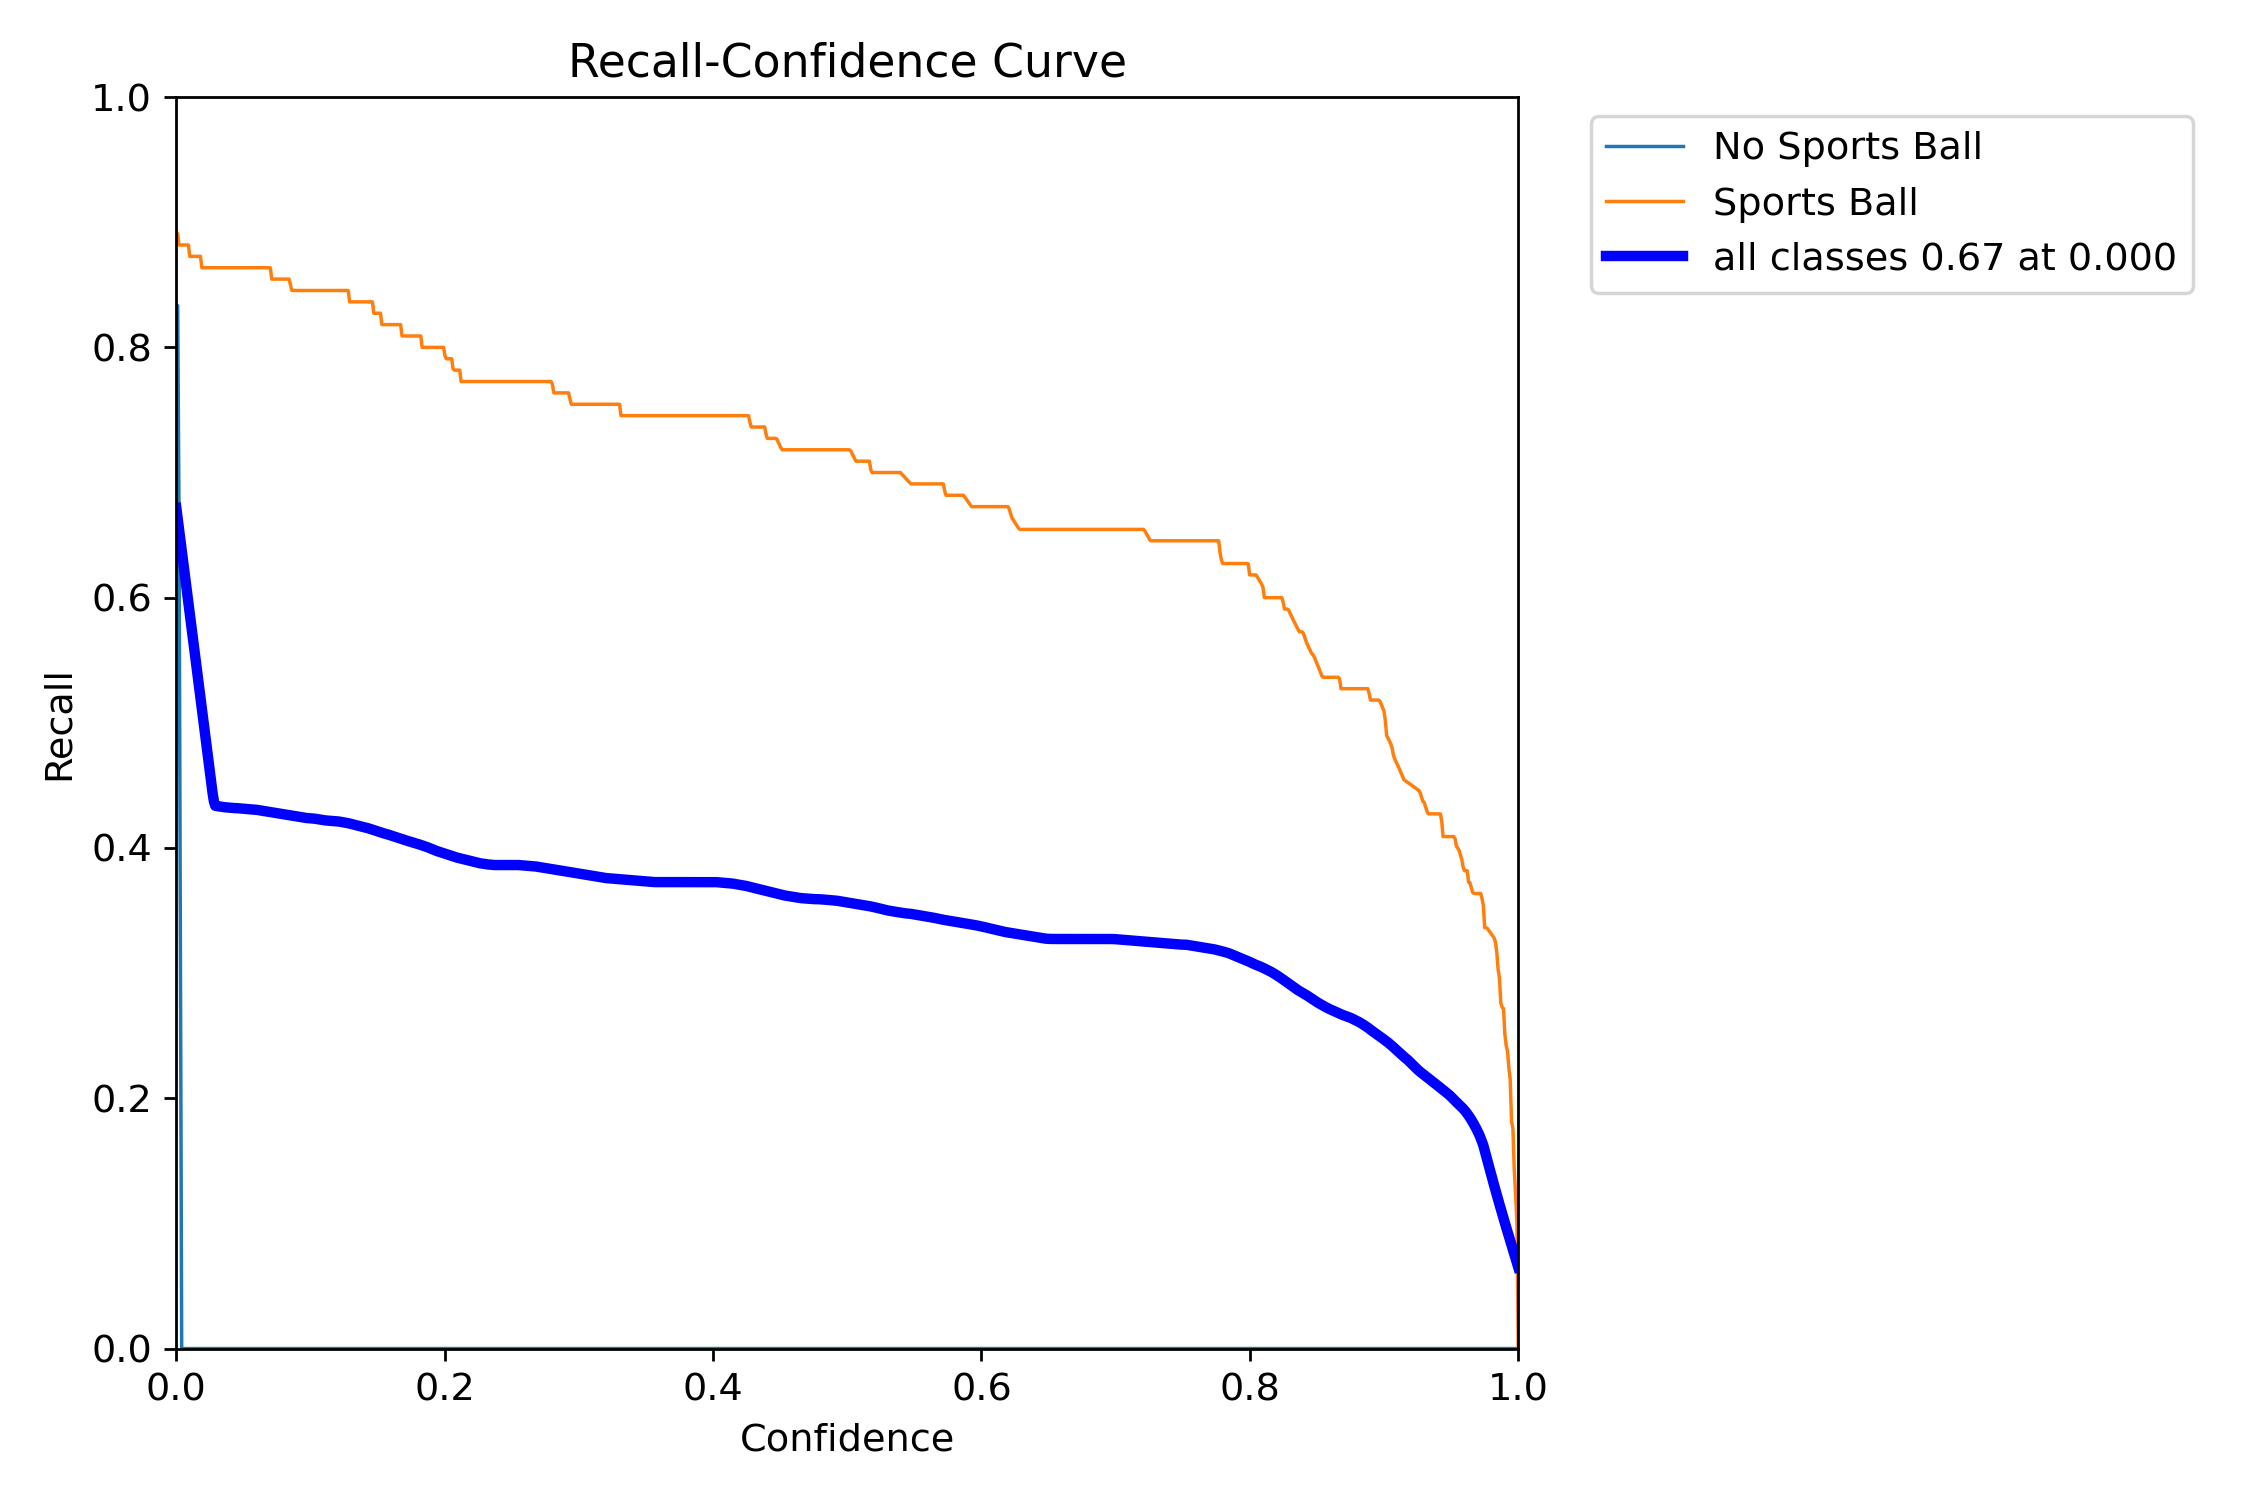 Recall-Confidence Curve
1.0
0.8
0.6
0.4
0.2
0.0
Recall
0.0 0.2 0.4 0.6 0.8 1.0
Confidence
No Sports Ball
Sports Ball
all classes 0.67 at 0.000